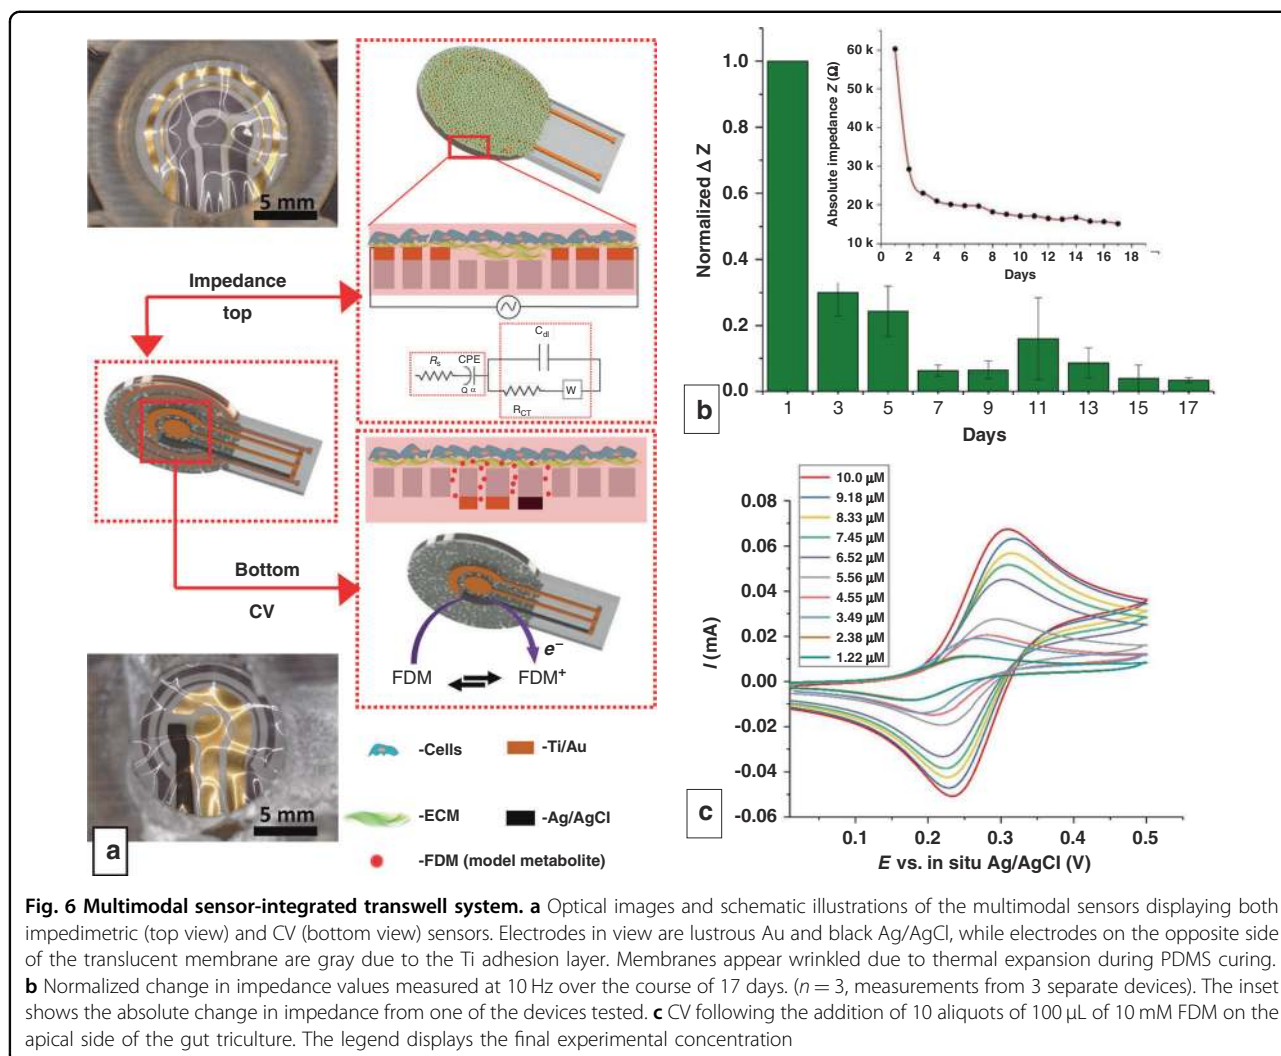 5 mm
Impedance
top
Bottom
CV
5 mm
a
Rs
CPE
Q α
Cdl
RCT
W
FDM
e−
FDM+
-Cells
-Ti/Au
-ECM
-Ag/AgCl
-FDM (model metabolite)
Normalized Δ Z
1.0
0.8
0.6
0.4
0.2
0.0
1 3 5 7 9 11 13 15 17
Days
b
Absolute impedance Z (Ω)
60 k
50 k
40 k
30 k
20 k
10 k
0 2 4 6 8 10 12 14 16 18
Days
I (mA)
0.08
0.06
0.04
0.02
0.00
-0.02
-0.04
-0.06
10.0 μM
9.18 μM
8.33 μM
7.45 μM
6.52 μM
5.56 μM
4.55 μM
3.49 μM
2.38 μM
1.22 μM
0.1 0.2 0.3 0.4 0.5
E vs. in situ Ag/AgCl (V)
c
Fig. 6 Multimodal sensor-integrated transwell system. a Optical images and schematic illustrations of the multimodal sensors displaying both
impedimetric (top view) and CV (bottom view) sensors. Electrodes in view are lustrous Au and black Ag/AgCl, while electrodes on the opposite side
of the translucent membrane are gray due to the Ti adhesion layer. Membranes appear wrinkled due to thermal expansion during PDMS curing.
b Normalized change in impedance values measured at 10 Hz over the course of 17 days. (n = 3, measurements from 3 separate devices). The inset
shows the absolute change in impedance from one of the devices tested. c CV following the addition of 10 aliquots of 100 μL of 10 mM FDM on the
apical side of the gut triculture. The legend displays the final experimental concentration